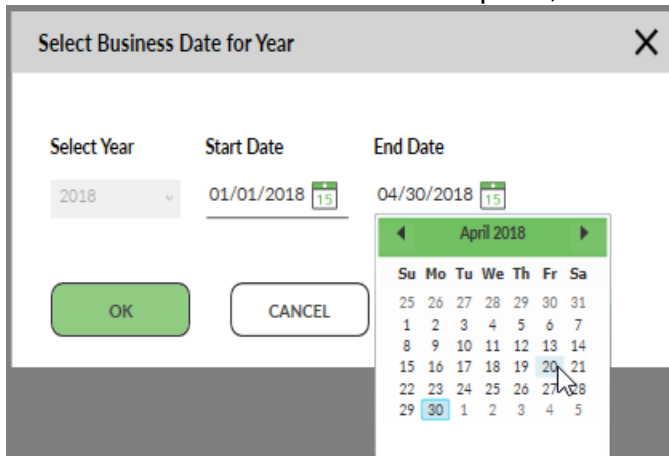 Select Business Date for Year
Select Year Start Date End Date
2018 01/01/2018 15 04/30/2018 15
April 2018
Su Mo Tu We Th Fr Sa
25 26 27 28 29 30 31
1 2 3 4 5 6 7
8 9 10 11 12 13 14
15 16 17 18 19 20 21
22 23 24 25 26 27 28
29 30 1 2 3 4 5
OK CANCEL